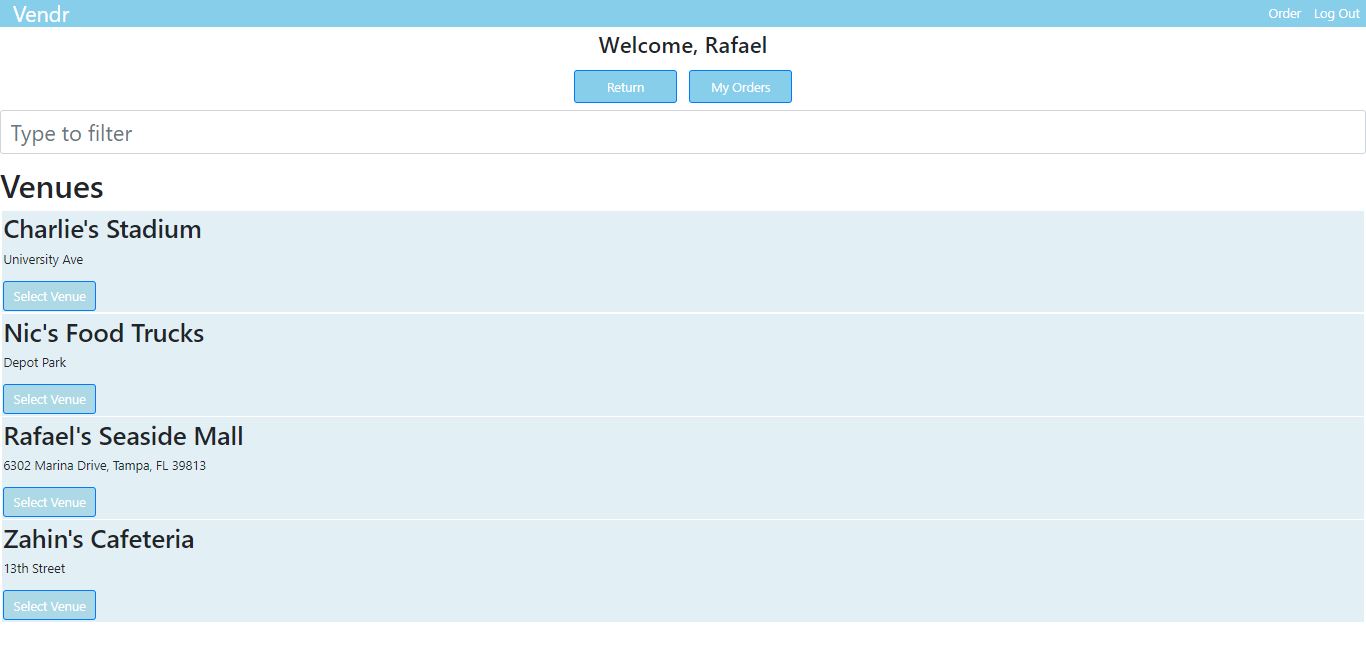 Vendr Order Log Out
Welcome, Rafael
Return My Orders
Type to filter
Venues
Charlie's Stadium
University Ave
Select Venue
Nic's Food Trucks
Depot Park
Select Venue
Rafael's Seaside Mall
6302 Marina Drive, Tampa, FL 39813
Select Venue
Zahin's Cafeteria
13th Street
Select Venue